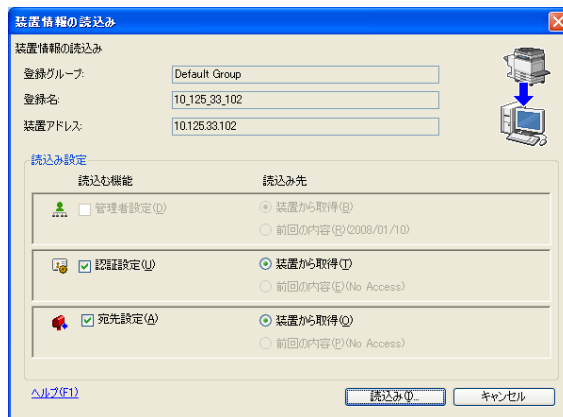 装置情報の読込み
装置情報の読込み
登録グループ: Default Group
登録名: 10_125_33_102
装置アドレス: 10.125.33.102
読込み設定
読込む機能 読込み先
管理者設定(D) 装置から取得(B)
前回の内容(R)(2008/01/10)
認証設定(U) 装置から取得(T)
前回の内容(E)(No Access)
宛先設定(A) 装置から取得(O)
前回の内容(P)(No Access)
ヘルプ(F1) 読込み(I)... キャンセル